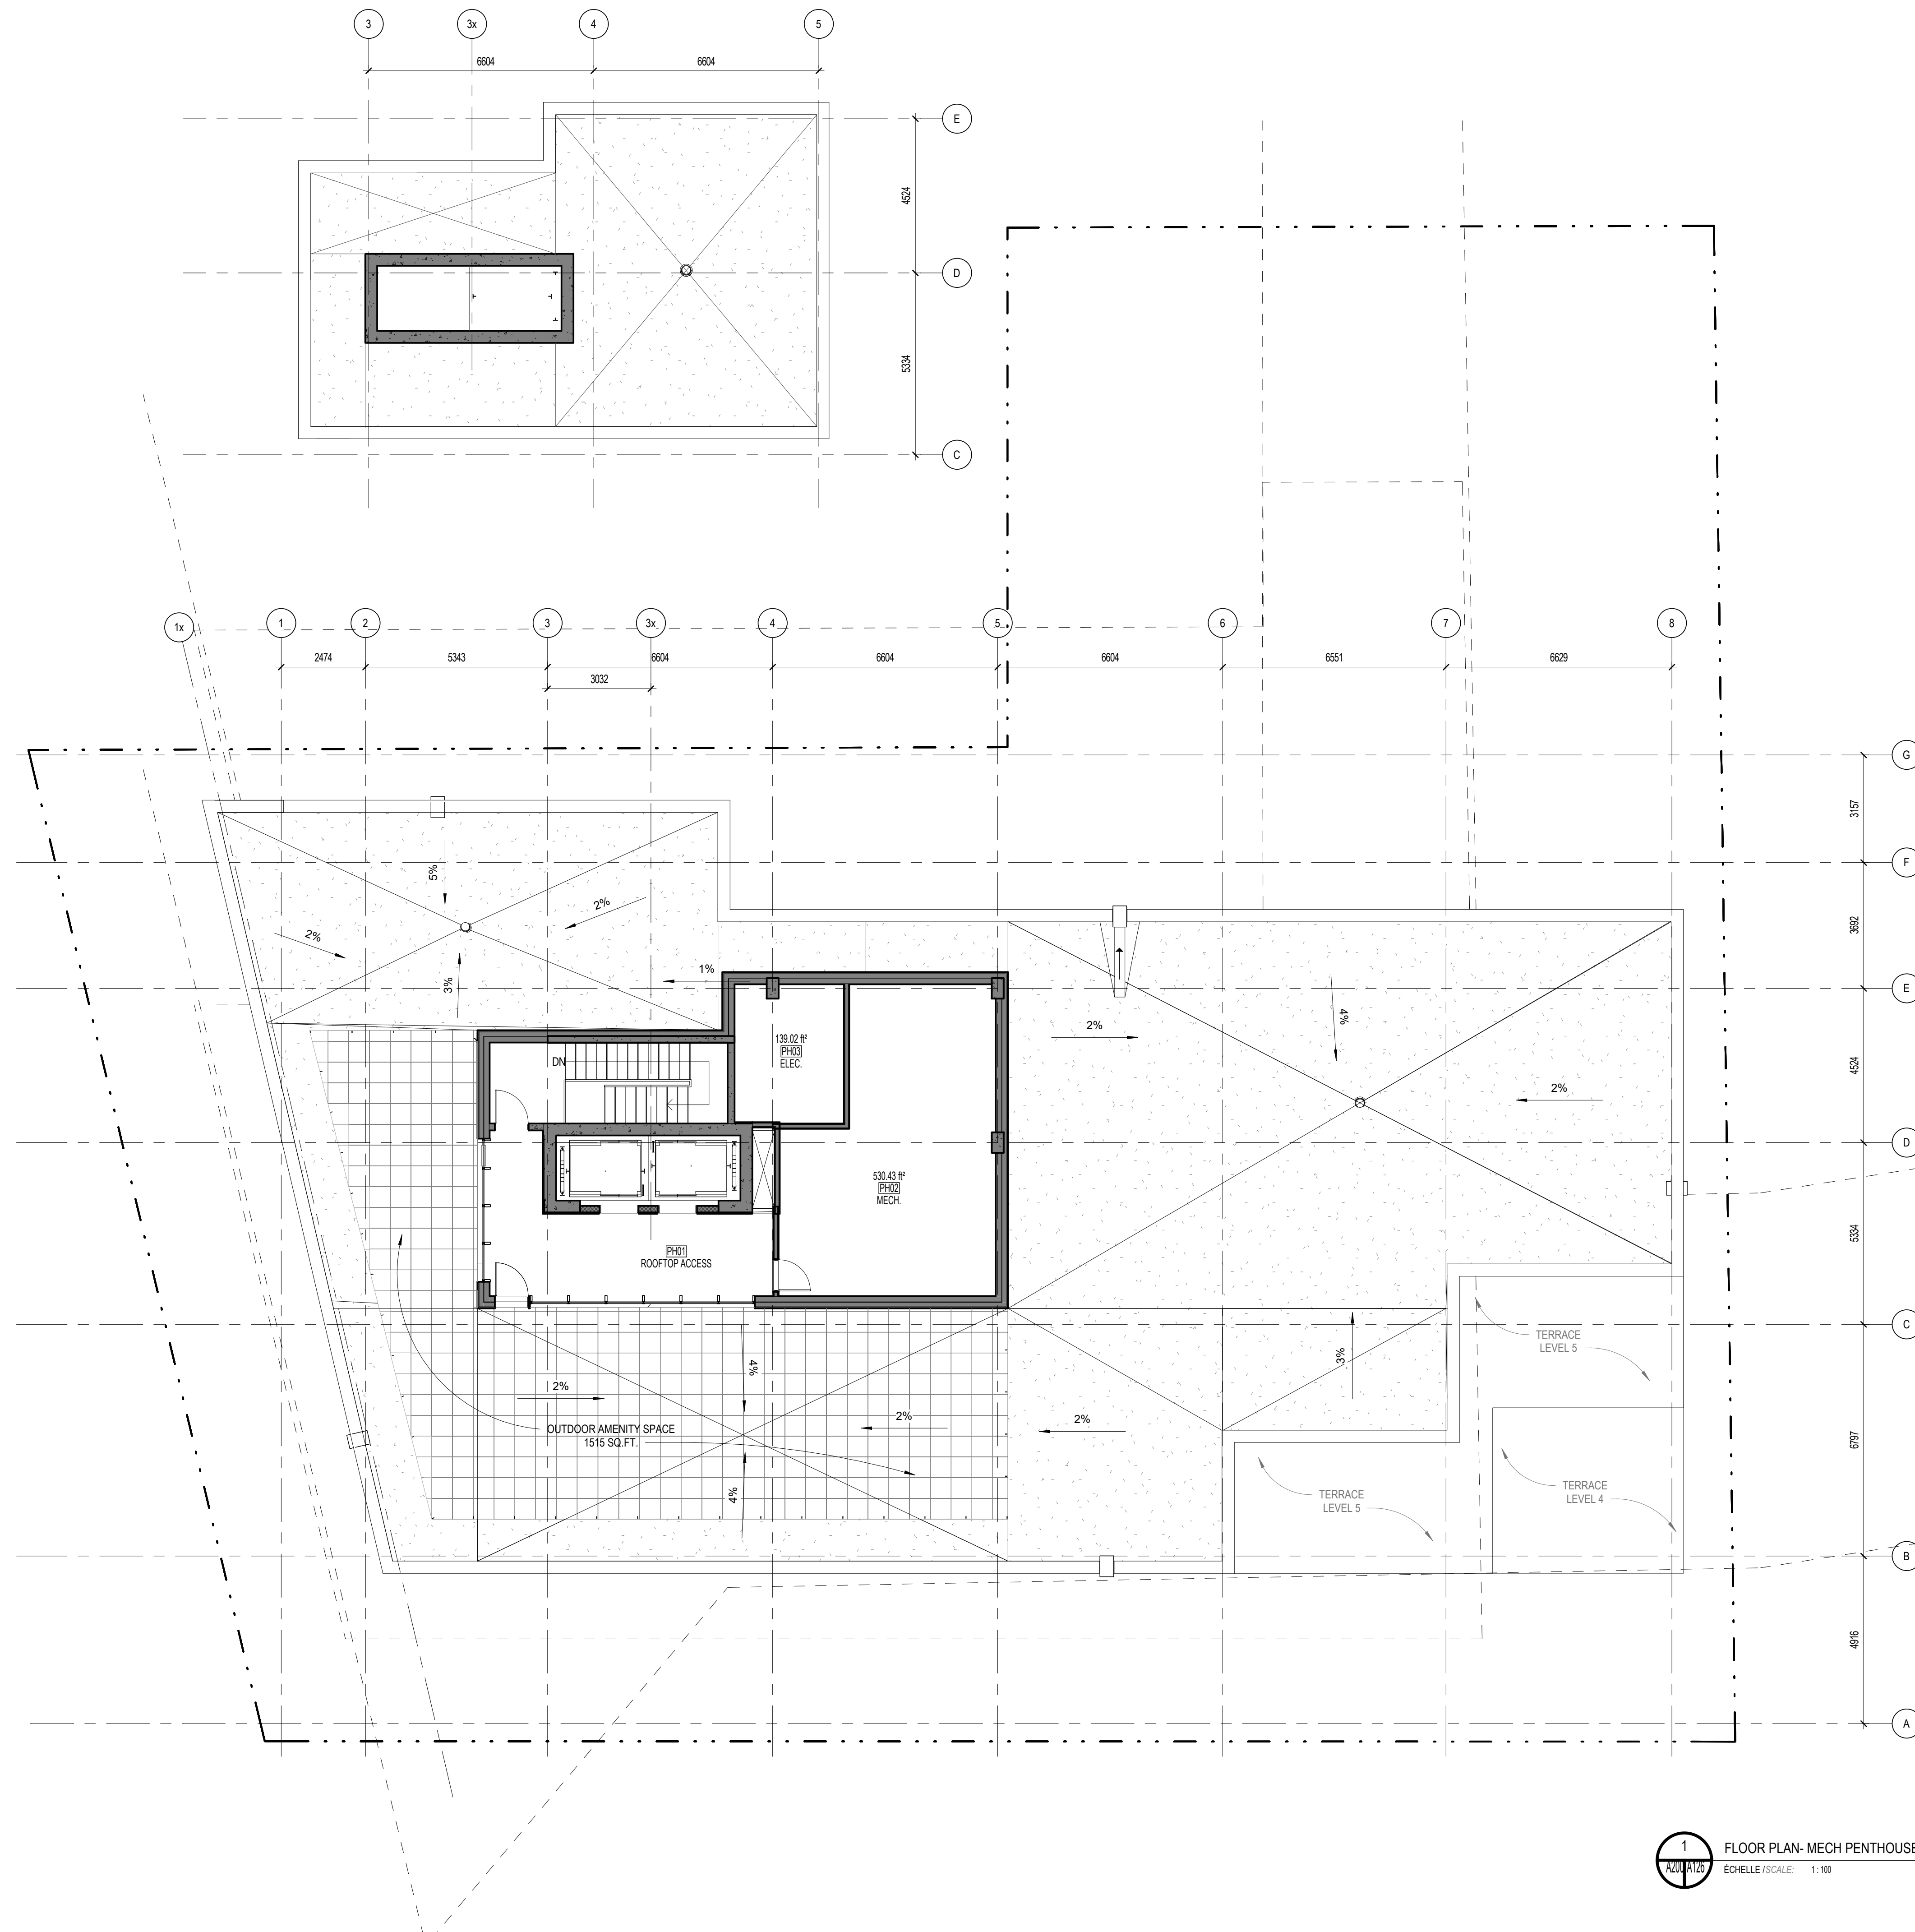 3
3x
4
5
6604
6604
E
4524
D
5334
C
1x
1
2
3
3x
4
5
6
7
8
2474
5343
6604
6604
6604
6551
6629
3032
G
3157
F
3692
E
4524
D
5334
C
6797
B
4916
A
5%
2%
2%
3%
1%
2%
4%
2%
139.02 ft²
PH03
ELEC.
DN
530.43 ft²
PH02
MECH.
PH01
ROOFTOP ACCESS
4%
2%
2%
2%
3%
4%
OUTDOOR AMENITY SPACE
1515 SQ.FT.
TERRACE
LEVEL 5
TERRACE
LEVEL 5
TERRACE
LEVEL 4
1
A200 A126
FLOOR PLAN- MECH PENTHOUSE
ÉCHELLE /SCALE: 1 : 100